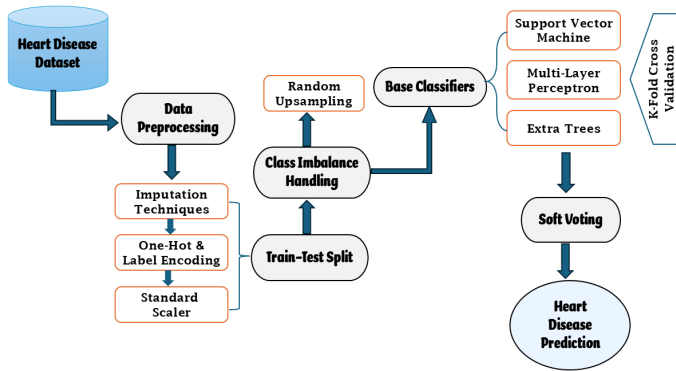 Heart Disease
Dataset
Data
Preprocessing
Imputation
Techniques
One-Hot &
Label Encoding
Standard
Scaler
Train-Test Split
Class Imbalance
Handling
Random
Upsampling
Base Classifiers
Support Vector
Machine
Multi-Layer
Perceptron
Extra Trees
K-Fold Cross
Validation
Soft Voting
Heart
Disease
Prediction